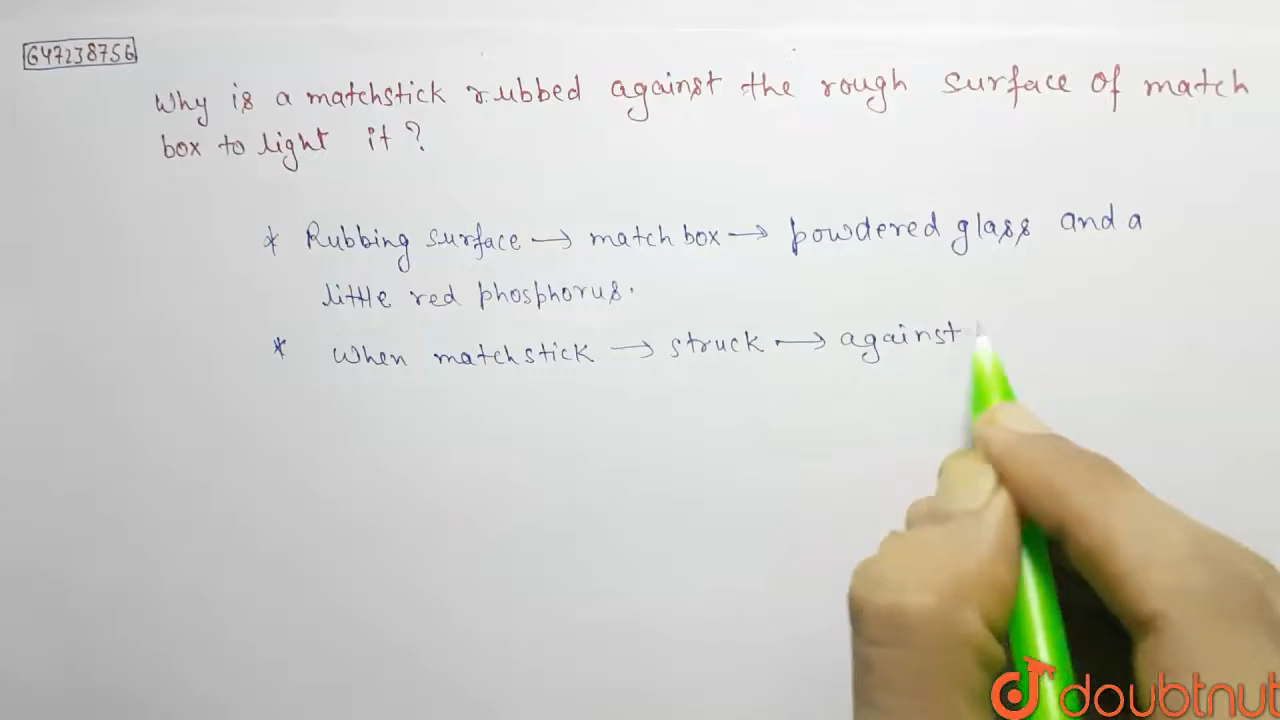 647238756
Why is a matchstick rubbed against the rough surface of match
box to light it?
* Rubbing surface → match box → powdered glass and a
little red phosphorus.
* When matchstick → struck → against
doubtnut